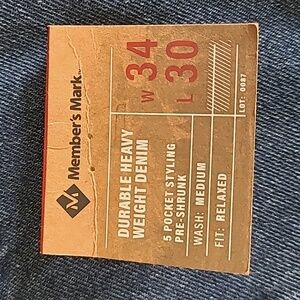 Member's Mark.
DURABLE HEAVY
WEIGHT DENIM
5 POCKET STYLING
PRE-SHRUNK
WASH: MEDIUM
FIT: RELAXED
W 34
L 30
LOT: 0087